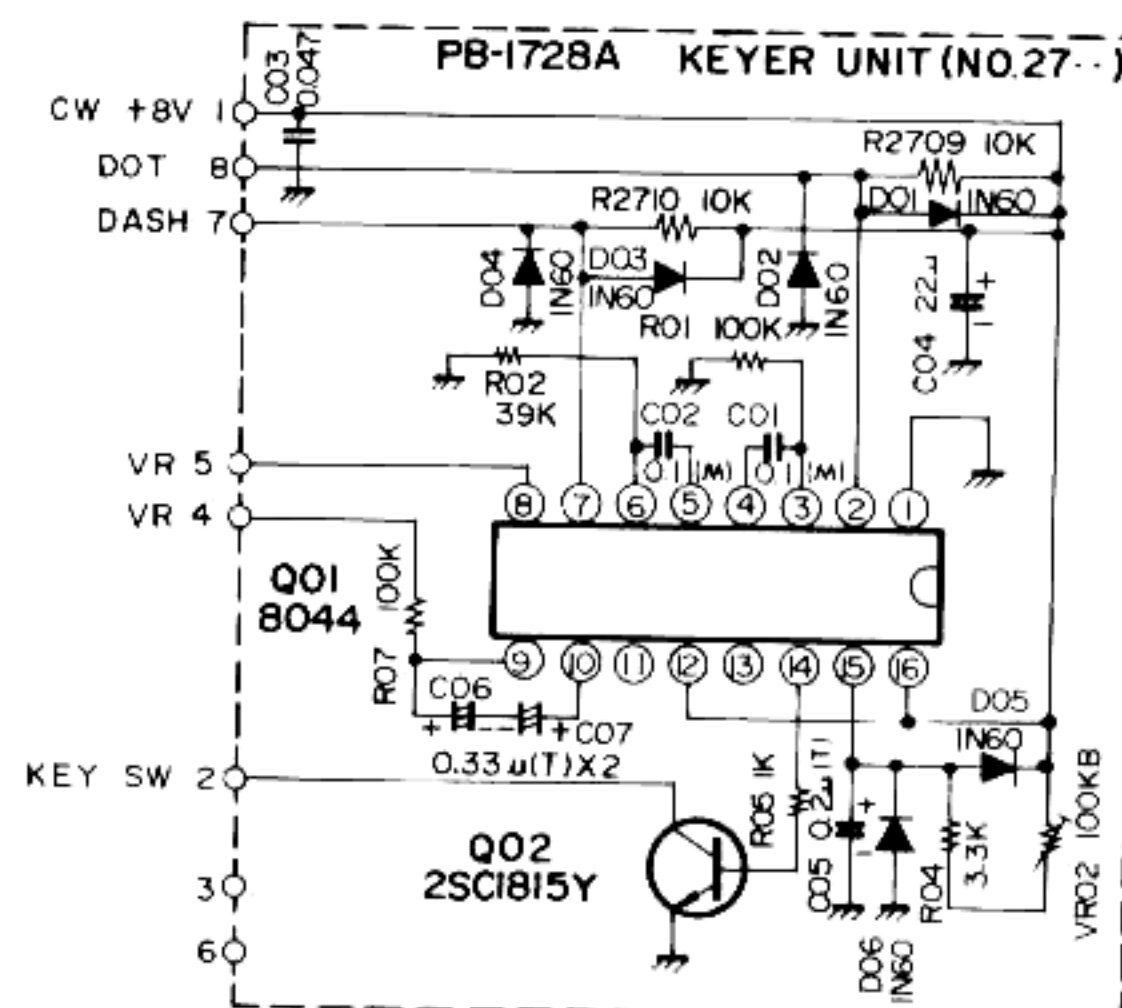 PB-1728A KEYER UNIT (NO.27··)
C03
0.047
CW +8V 1
DOT 8
DASH 7
R2709 10K
D01 IN60
R2710 10K
D04
IN60
D03
IN60
D02
IN60
C04 22u
+
-
R01 100K
R02
39K
C02
0.1(M)
C01
0.1(M)
VR 5
VR 4
8 7 6 5 4 3 2 1
Q01
8044
R07
100K
9 10 11 12 13 14 15 16
+ C06
+ C07
0.33u(T)X2
D05
IN60
KEY SW 2
R05 1K
C05 0.2u(T)
+
-
Q02
2SC1815Y
R04
3.3K
VR02 100KB
D06
IN60
3
6